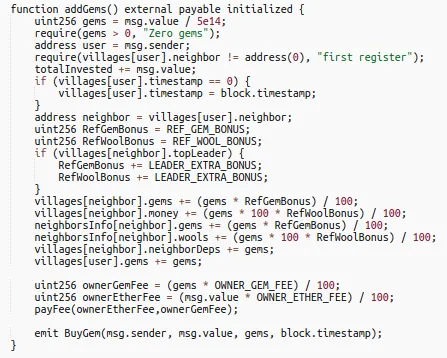 function addGems() external payable initialized {
    uint256 gems = msg.value / 5e14;
    require(gems > 0, "Zero gems");
    address user = msg.sender;
    require(villages[user].neighbor != address(0), "first register");
    totalInvested += msg.value;
    if (villages[user].timestamp == 0) {
        villages[user].timestamp = block.timestamp;
    }
    address neighbor = villages[user].neighbor;
    uint256 RefGemBonus = REF_GEM_BONUS;
    uint256 RefWoolBonus = REF_WOOL_BONUS;
    if (villages[neighbor].topLeader) {
        RefGemBonus += LEADER_EXTRA_BONUS;
        RefWoolBonus += LEADER_EXTRA_BONUS;
    }
    villages[neighbor].gems += (gems * RefGemBonus) / 100;
    villages[neighbor].money += (gems * 100 * RefWoolBonus) / 100;
    neighborsInfo[neighbor].gems += (gems * RefGemBonus) / 100;
    neighborsInfo[neighbor].wools += (gems * 100 * RefWoolBonus) / 100;
    villages[neighbor].neighborDeps += gems;
    villages[user].gems += gems;

    uint256 ownerGemFee = (gems * OWNER_GEM_FEE) / 100;
    uint256 ownerEtherFee = (msg.value * OWNER_ETHER_FEE) / 100;
    payFee(ownerEtherFee,ownerGemFee);

    emit BuyGem(msg.sender, msg.value, gems, block.timestamp);
}